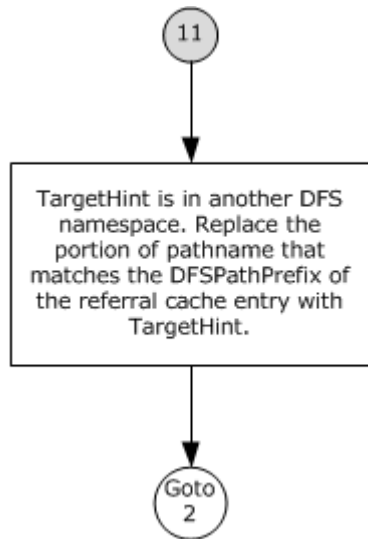 11
TargetHint is in another DFS
namespace. Replace the
portion of pathname that
matches the DFSPathPrefix of
the referral cache entry with
TargetHint.
Goto
2